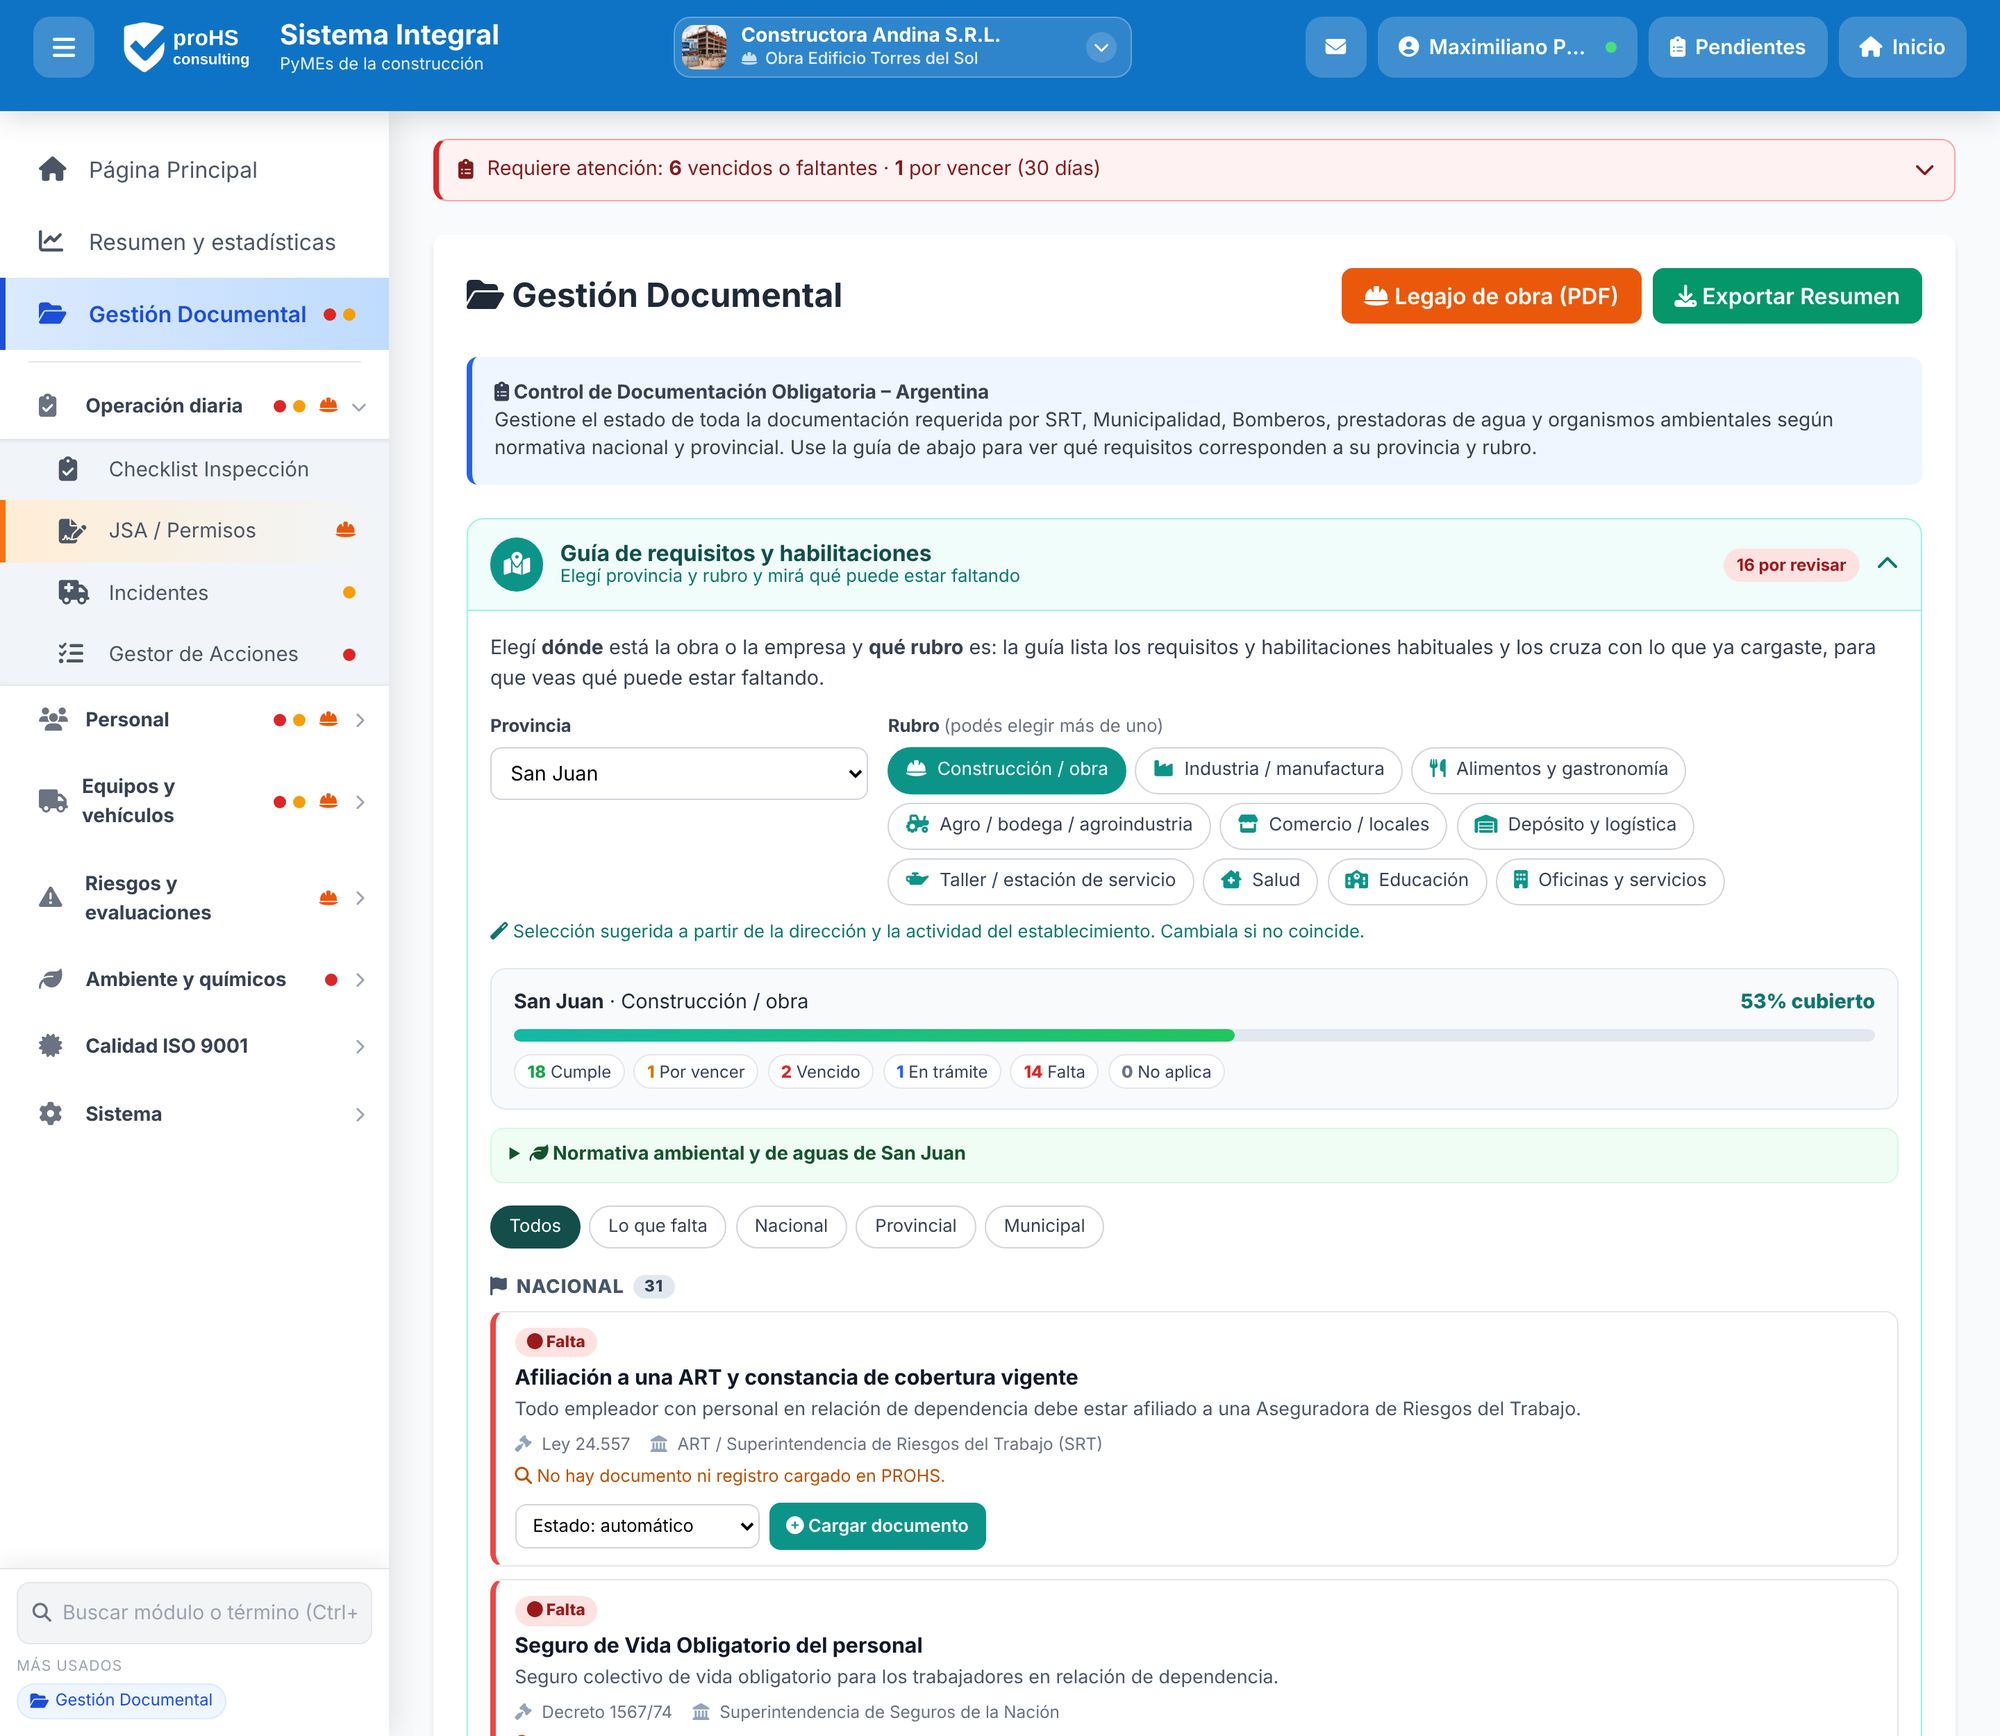 proHS
consulting
Sistema Integral
PyMEs de la construcción
Constructora Andina S.R.L.
Obra Edificio Torres del Sol
Maximiliano P...
Pendientes
Inicio
Página Principal
Resumen y estadísticas
Gestión Documental
Operación diaria
Checklist Inspección
JSA / Permisos
Incidentes
Gestor de Acciones
Personal
Equipos y
vehículos
Riesgos y
evaluaciones
Ambiente y químicos
Calidad ISO 9001
Sistema
Buscar módulo o término (Ctrl+
MÁS USADOS
Gestión Documental
Requiere atención: 6 vencidos o faltantes · 1 por vencer (30 días)
Gestión Documental
Legajo de obra (PDF)
Exportar Resumen
Control de Documentación Obligatoria – Argentina
Gestione el estado de toda la documentación requerida por SRT, Municipalidad, Bomberos, prestadoras de agua y organismos ambientales según
normativa nacional y provincial. Use la guía de abajo para ver qué requisitos corresponden a su provincia y rubro.
Guía de requisitos y habilitaciones
Elegí provincia y rubro y mirá qué puede estar faltando
16 por revisar
Elegí dónde está la obra o la empresa y qué rubro es: la guía lista los requisitos y habilitaciones habituales y los cruza con lo que ya cargaste, para
que veas qué puede estar faltando.
Provincia
San Juan
Rubro (podés elegir más de uno)
Construcción / obra
Industria / manufactura
Alimentos y gastronomía
Agro / bodega / agroindustria
Comercio / locales
Depósito y logística
Taller / estación de servicio
Salud
Educación
Oficinas y servicios
Selección sugerida a partir de la dirección y la actividad del establecimiento. Cambiala si no coincide.
San Juan · Construcción / obra
53% cubierto
18 Cumple
1 Por vencer
2 Vencido
1 En trámite
14 Falta
0 No aplica
Normativa ambiental y de aguas de San Juan
Todos
Lo que falta
Nacional
Provincial
Municipal
NACIONAL 31
Falta
Afiliación a una ART y constancia de cobertura vigente
Todo empleador con personal en relación de dependencia debe estar afiliado a una Aseguradora de Riesgos del Trabajo.
Ley 24.557 ART / Superintendencia de Riesgos del Trabajo (SRT)
No hay documento ni registro cargado en PROHS.
Estado: automático
Cargar documento
Falta
Seguro de Vida Obligatorio del personal
Seguro colectivo de vida obligatorio para los trabajadores en relación de dependencia.
Decreto 1567/74 Superintendencia de Seguros de la Nación